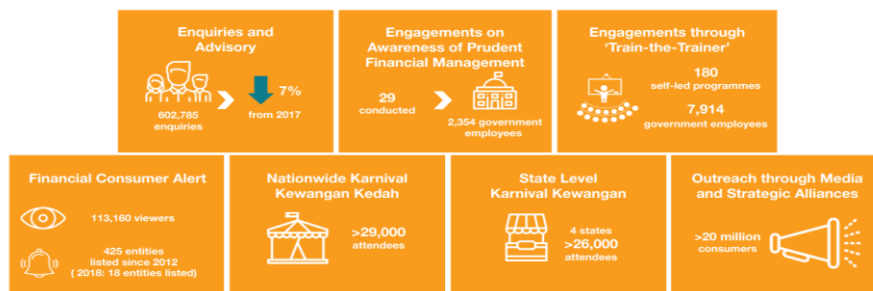 Enquiries and
Advisory
602,785
enquiries
7%
from 2017
Engagements on
Awareness of Prudent
Financial Management
29
conducted
2,354 government
employees
Engagements through
‘Train-the-Trainer’
180
self-led programmes
7,914
government employees
Financial Consumer Alert
113,160 viewers
425 entities
listed since 2012
( 2018: 18 entities listed)
Nationwide Karnival
Kewangan Kedah
>29,000
attendees
State Level
Karnival Kewangan
4 states
>26,000
attendees
Outreach through Media
and Strategic Alliances
>20 million
consumers